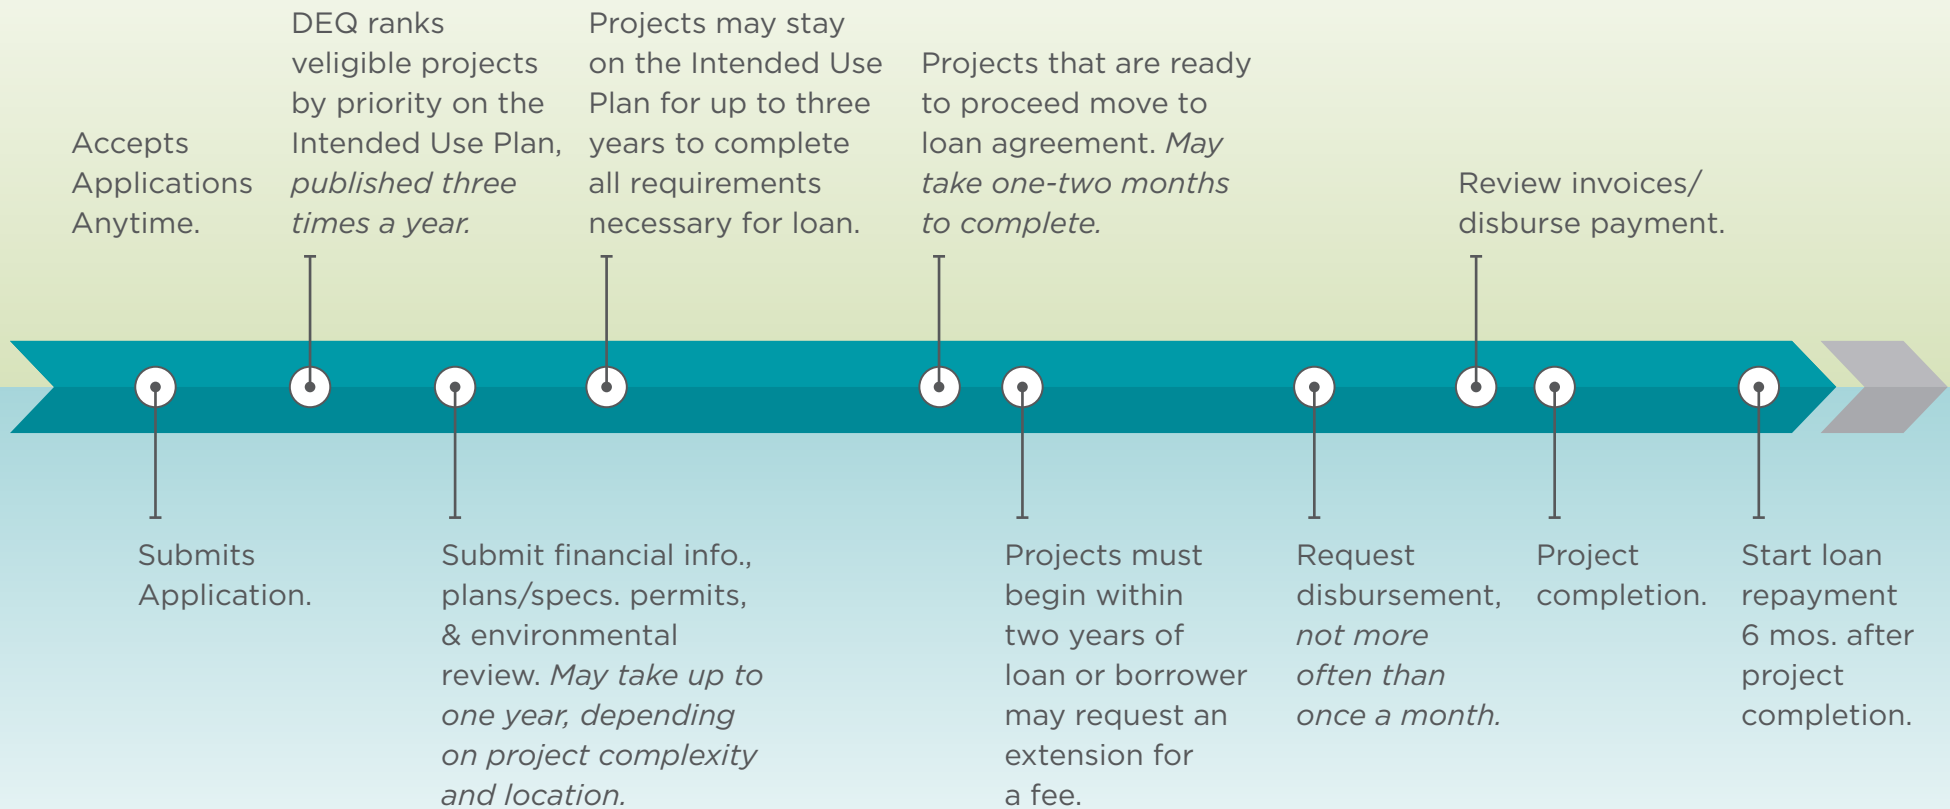 Accepts
Applications
Anytime.
DEQ ranks
veligible projects
by priority on the
Intended Use Plan,
published three
times a year.
Projects may stay
on the Intended Use
Plan for up to three
years to complete
all requirements
necessary for loan.
Projects that are ready
to proceed move to
loan agreement. May
take one-two months
to complete.
Review invoices/
disburse payment.
Submits
Application.
Submit financial info.,
plans/specs. permits,
& environmental
review. May take up to
one year, depending
on project complexity
and location.
Projects must
begin within
two years of
loan or borrower
may request an
extension for
a fee.
Request
disbursement,
not more
often than
once a month.
Project
completion.
Start loan
repayment
6 mos. after
project
completion.